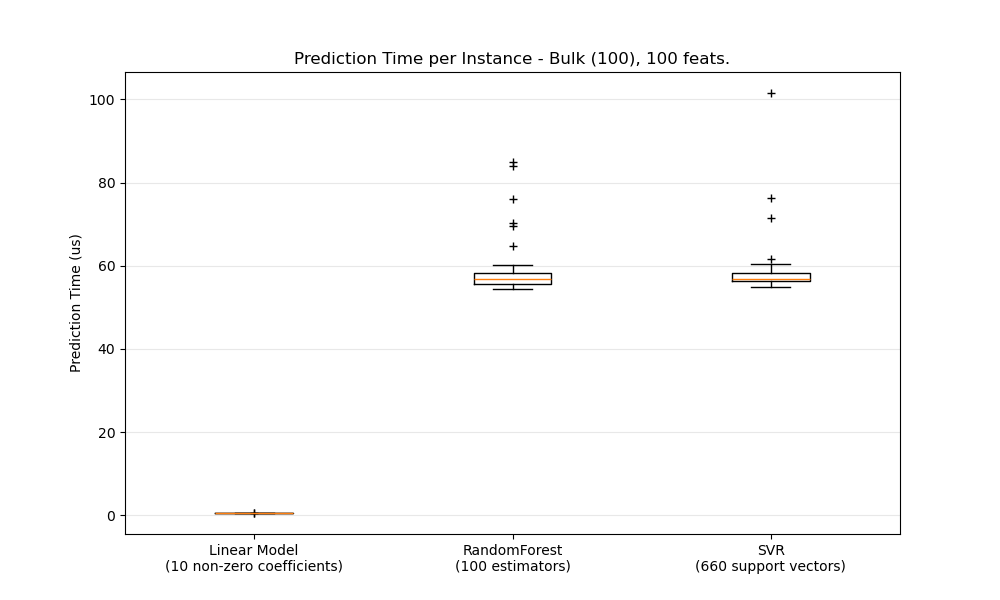 Prediction Time per Instance - Bulk (100), 100 feats.
Prediction Time (us)
100
80
60
40
20
0
Linear Model
(10 non-zero coefficients)
RandomForest
(100 estimators)
SVR
(660 support vectors)